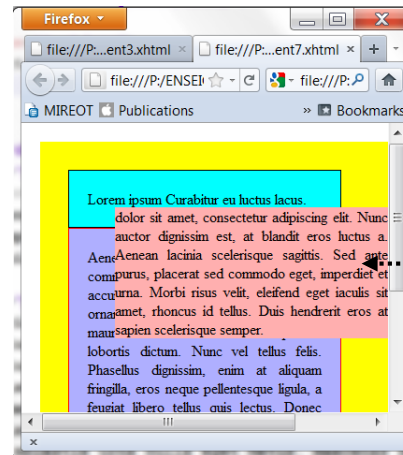 Firefox
file:///P:...ent3.xhtml × file:///P:...ent7.xhtml × +
file:///P:/ENSEI file:///P:
MIREOT Publications » Bookmarks
Lorem ipsum Curabitur eu luctus lacus.
dolor sit amet, consectetur adipiscing elit. Nunc
auctor dignissim est, at blandit eros luctus a.
Aenean lacinia scelerisque sagittis. Sed ante
purus, placerat sed commodo eget, imperdiet et
urna. Morbi risus velit, eleifend eget iaculis sit
amet, rhoncus id tellus. Duis hendrerit eros at
sapien scelerisque semper.
Aene
comm
accu
ornar
maur
lobortis dictum. Nunc vel tellus felis.
Phasellus dignissim, enim at aliquam
fringilla, eros neque pellentesque ligula, a
feugiat libero tellus quis lectus. Donec
×